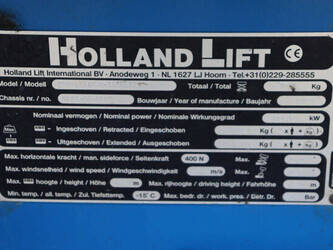 HOLLAND LIFT CE
Holland Lift International BV - Anodeweg 1 - NL 1627 LJ Hoorn - Tel.+31(0)229-285555
Model / Modell Totaal / Total Kg
Chassis nr. / no. Bouwjaar / Year of manufacture / Baujahr
Nominaal vermogen / Nominal power / Nominale Wirkungsgrad kW
Ingeschoven / Retracted / Eingeschoben Kg ( x + kg )
Uitgeschoven / Extended / Ausgeschoben Kg ( x + kg )
Max. horizontale kracht / man. sideforce / Seitenkraft 400 N Max.
Max. windsnelheid / wind speed / Windgeschwindigkeit m/s Max.
Max. hoogte / height / Höhe m Max. rijhoogte / driving height / Fahrhöhe m
Min. temp. / all. temp. / Zul. Tiefsttemp. -15°C Max. bedr. druk / work. pres. / Betr. Dr. Bar